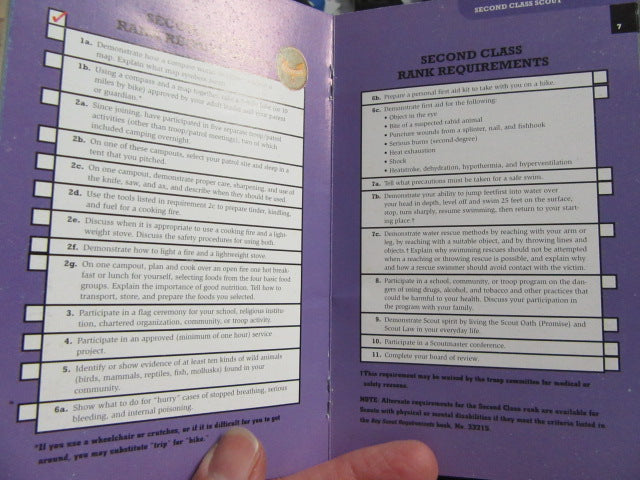 SECOND CLASS
RANK REQUIREMENTS
1a. Demonstrate how a compass works
map. Explain what map symbols
1b. Using a compass and a map together, take a 5-mile hike (or 10
miles by bike) approved by your adult leader and your parent
or guardian.*
2a. Since joining, have participated in five separate troop/patrol
activities (other than troop/patrol meetings), two of which
included camping overnight.
2b. On one of these campouts, select your patrol site and sleep in a
tent that you pitched.
2c. On one campout, demonstrate proper care, sharpening, and use of
the knife, saw, and ax, and describe when they should be used.
2d. Use the tools listed in requirement 2c to prepare tinder, kindling,
and fuel for a cooking fire.
2e. Discuss when it is appropriate to use a cooking fire and a light-
weight stove. Discuss the safety procedures for using both.
2f. Demonstrate how to light a fire and a lightweight stove.
2g. On one campout, plan and cook over an open fire one hot break-
fast or lunch for yourself, selecting foods from the four basic food
groups. Explain the importance of good nutrition. Tell how to
transport, store, and prepare the foods you selected.
3. Participate in a flag ceremony for your school, religious institu-
tion, chartered organization, community, or troop activity.
4. Participate in an approved (minimum of one hour) service
project.
5. Identify or show evidence of at least ten kinds of wild animals
(birds, mammals, reptiles, fish, mollusks) found in your
community.
6a. Show what to do for "hurry" cases of stopped breathing, serious
bleeding, and internal poisoning.
*If you use a wheelchair or crutches, or if it is difficult for you to get
around, you may substitute "trip" for "hike."
SECOND CLASS SCOUT
7
SECOND CLASS
RANK REQUIREMENTS
6b. Prepare a personal first aid kit to take with you on a hike.
6c. Demonstrate first aid for the following:
• Object in the eye
• Bite of a suspected rabid animal
• Puncture wounds from a splinter, nail, and fishhook
• Serious burns (second-degree)
• Heat exhaustion
• Shock
• Heatstroke, dehydration, hypothermia, and hyperventilation
7a. Tell what precautions must be taken for a safe swim.
7b. Demonstrate your ability to jump feetfirst into water over
your head in depth, level off and swim 25 feet on the surface,
stop, turn sharply, resume swimming, then return to your start-
ing place.†
7c. Demonstrate water rescue methods by reaching with your arm or
leg, by reaching with a suitable object, and by throwing lines and
objects.† Explain why swimming rescues should not be attempted
when a reaching or throwing rescue is possible, and explain why
and how a rescue swimmer should avoid contact with the victim.
8. Participate in a school, community, or troop program on the dan-
gers of using drugs, alcohol, and tobacco and other practices that
could be harmful to your health. Discuss your participation
in the program with your family.
9. Demonstrate Scout spirit by living the Scout Oath (Promise) and
Scout Law in your everyday life.
10. Participate in a Scoutmaster conference.
11. Complete your board of review.
†This requirement may be waived by the troop committee for medical or
safety reasons.
NOTE: Alternate requirements for the Second Class rank are available for
Scouts with physical or mental disabilities if they meet the criteria listed in
the Boy Scout Requirements book, No. 33215.